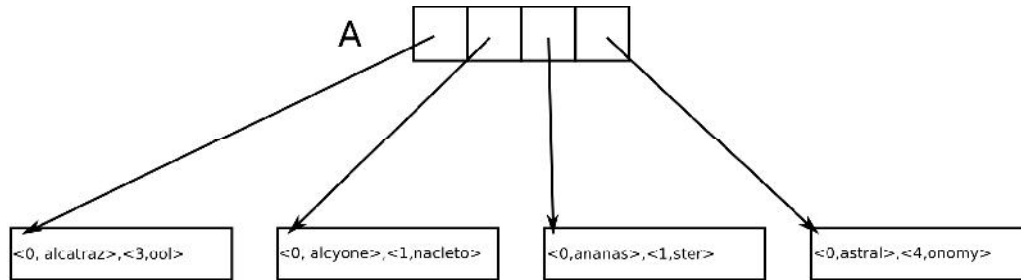 A
<0, alcatraz>,<3,ool>
<0, alcyone>,<1,nacleto>
<0,ananas>,<1,ster>
<0,astral>,<4,onomy>